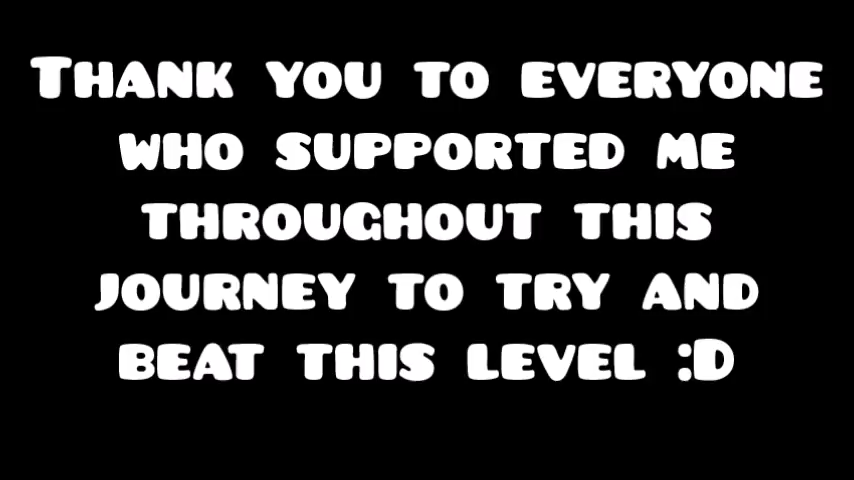 Thank you to everyone
who supported me
throughout this
journey to try and
beat this level :D